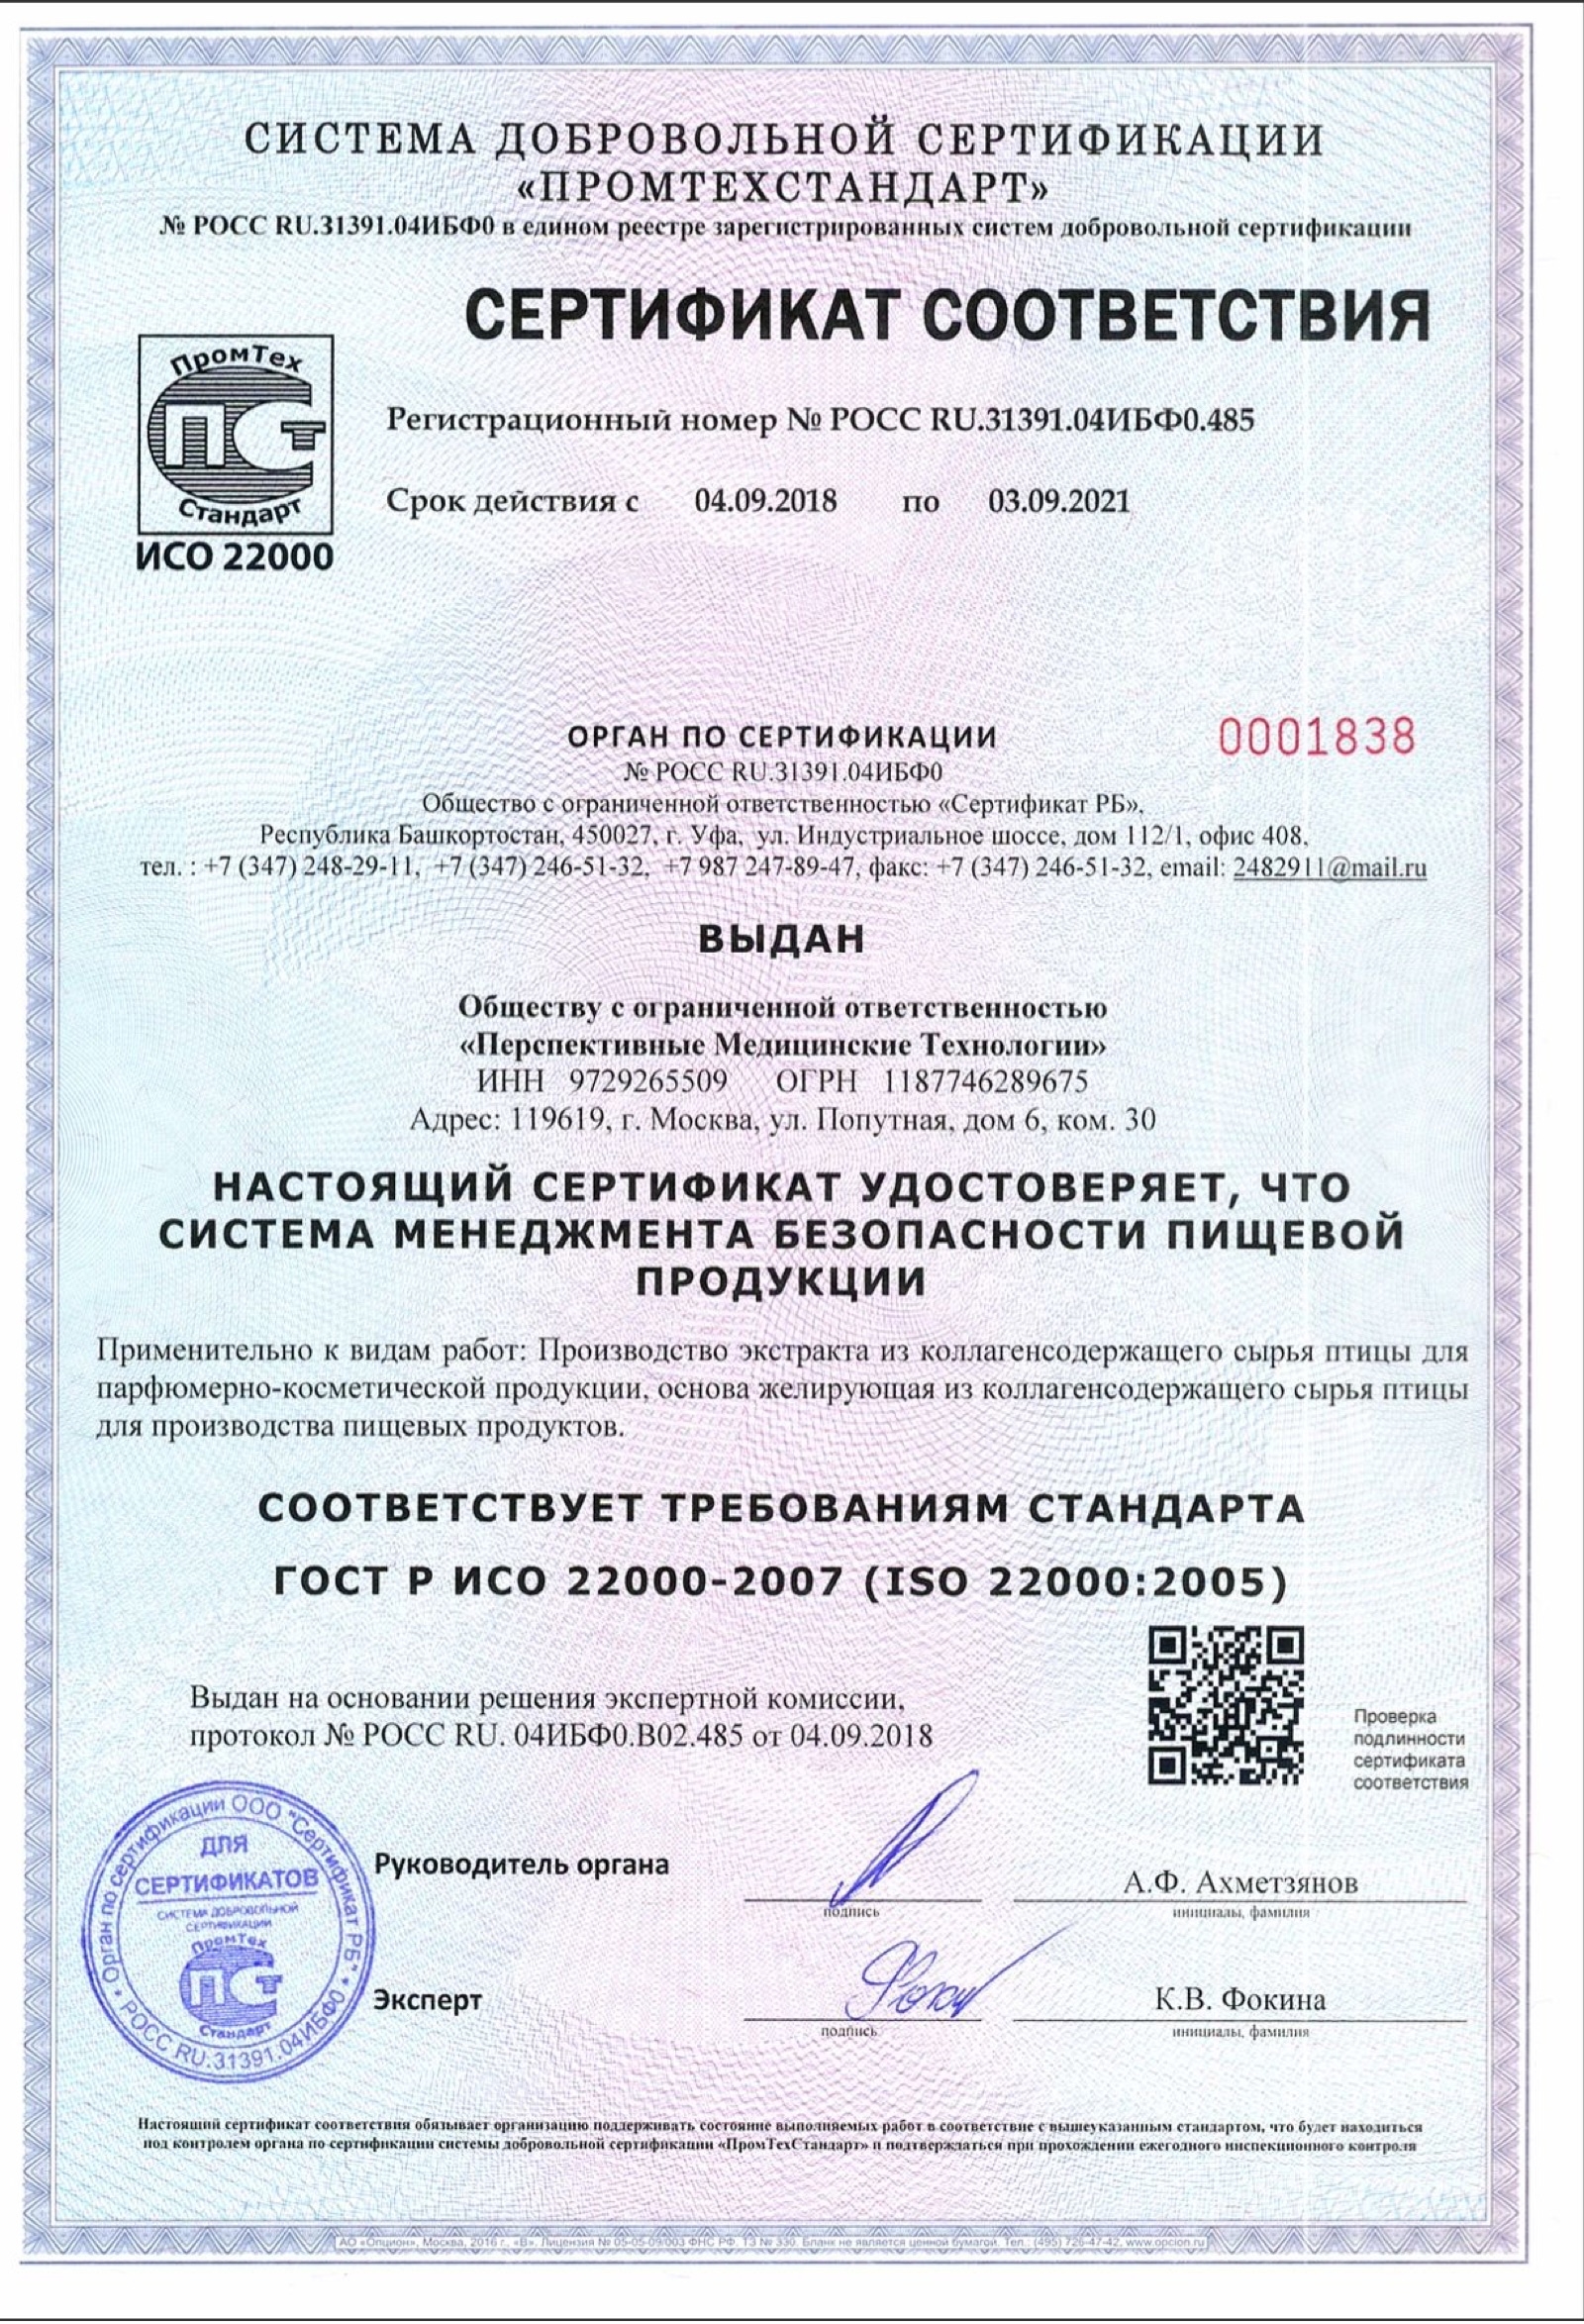 СИСТЕМА ДОБРОВОЛЬНОЙ СЕРТИФИКАЦИИ
«ПРОМТЕХСТАНДАРТ»
№ РОСС RU.31391.04ИБФ0 в едином реестре зарегистрированных систем добровольной сертификации
СЕРТИФИКАТ СООТВЕТСТВИЯ
ПромТех
ПСТ
Стандарт
ИСО 22000
Регистрационный номер № РОСС RU.31391.04ИБФ0.485
Срок действия с 04.09.2018 по 03.09.2021
ОРГАН ПО СЕРТИФИКАЦИИ
0001838
№ РОСС RU.31391.04ИБФ0
Общество с ограниченной ответственностью «Сертификат РБ»,
Республика Башкортостан, 450027, г. Уфа, ул. Индустриальное шоссе, дом 112/1, офис 408,
тел. : +7 (347) 248-29-11, +7 (347) 246-51-32, +7 987 247-89-47, факс: +7 (347) 246-51-32, email: 2482911@mail.ru
ВЫДАН
Обществу с ограниченной ответственностью
«Перспективные Медицинские Технологии»
ИНН 9729265509 ОГРН 1187746289675
Адрес: 119619, г. Москва, ул. Попутная, дом 6, ком. 30
НАСТОЯЩИЙ СЕРТИФИКАТ УДОСТОВЕРЯЕТ, ЧТО
СИСТЕМА МЕНЕДЖМЕНТА БЕЗОПАСНОСТИ ПИЩЕВОЙ
ПРОДУКЦИИ
Применительно к видам работ: Производство экстракта из коллагенсодержащего сырья птицы для
парфюмерно-косметической продукции, основа желирующая из коллагенсодержащего сырья птицы
для производства пищевых продуктов.
СООТВЕТСТВУЕТ ТРЕБОВАНИЯМ СТАНДАРТА
ГОСТ Р ИСО 22000-2007 (ISO 22000:2005)
Выдан на основании решения экспертной комиссии,
протокол № РОСС RU. 04ИБФ0.В02.485 от 04.09.2018
Проверка
подлинности
сертификата
соответствия
Орган по сертификации ООО "Сертификат РБ" • РОСС RU.31391.04ИБФ0 •
ДЛЯ
СЕРТИФИКАТОВ
СИСТЕМА ДОБРОВОЛЬНОЙ
СЕРТИФИКАЦИИ
ПромТех
ПСТ
Стандарт
Руководитель органа
А.Ф. Ахметзянов
подпись
инициалы, фамилия
Эксперт
К.В. Фокина
подпись
инициалы, фамилия
Настоящий сертификат соответствия обязывает организацию поддерживать состояние выполняемых работ в соответствие с вышеуказанным стандартом, что будет находиться
под контролем органа по сертификации системы добровольной сертификации «ПромТехСтандарт» и подтверждаться при прохождении ежегодного инспекционного контроля
АО «Опцион», Москва, 2016 г., «В». Лицензия № 05-05-09/003 ФНС РФ. ТЗ № 330. Бланк не является ценной бумагой. Тел.: (495) 726-47-42, www.opcion.ru